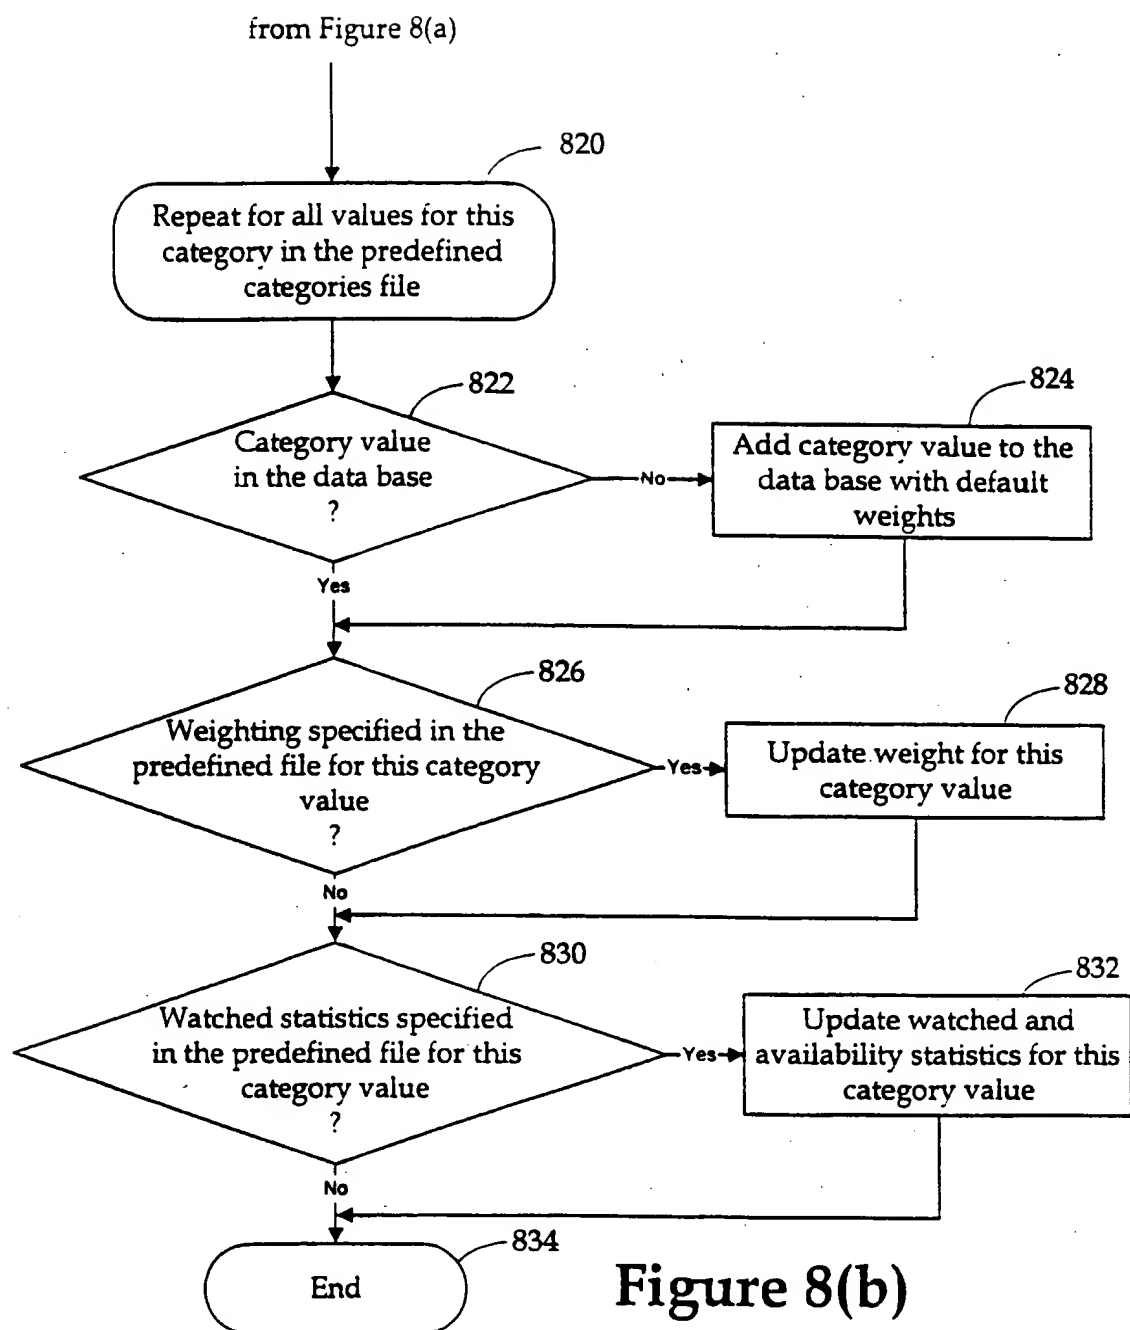 from Figure 8(a)
820
Repeat for all values for this
category in the predefined
categories file
822
Category value
in the data base
?
No
824
Add category value to the
data base with default
weights
Yes
826
Weighting specified in the
predefined file for this category
value
?
Yes
828
Update weight for this
category value
No
830
Watched statistics specified
in the predefined file for this
category value
?
Yes
832
Update watched and
availability statistics for this
category value
No
834
End
Figure 8(b)